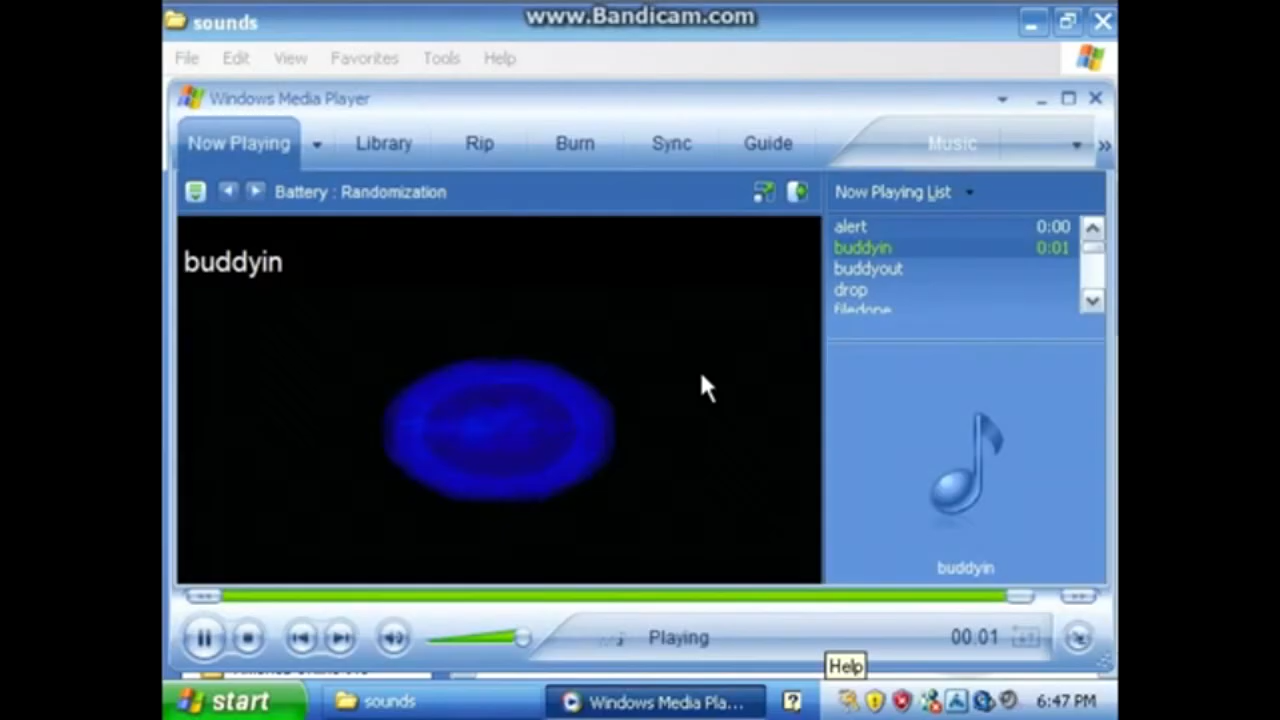 www.Bandicam.com
sounds
File Edit View Favorites Tools Help
Windows Media Player
Now Playing Library Rip Burn Sync Guide Music
Battery : Randomization
Now Playing List
buddyin
alert 0:00
buddyin 0:01
buddyout
drop
filedone
buddyin
Playing 00.01
Help
start sounds Windows Media Pla... 6:47 PM